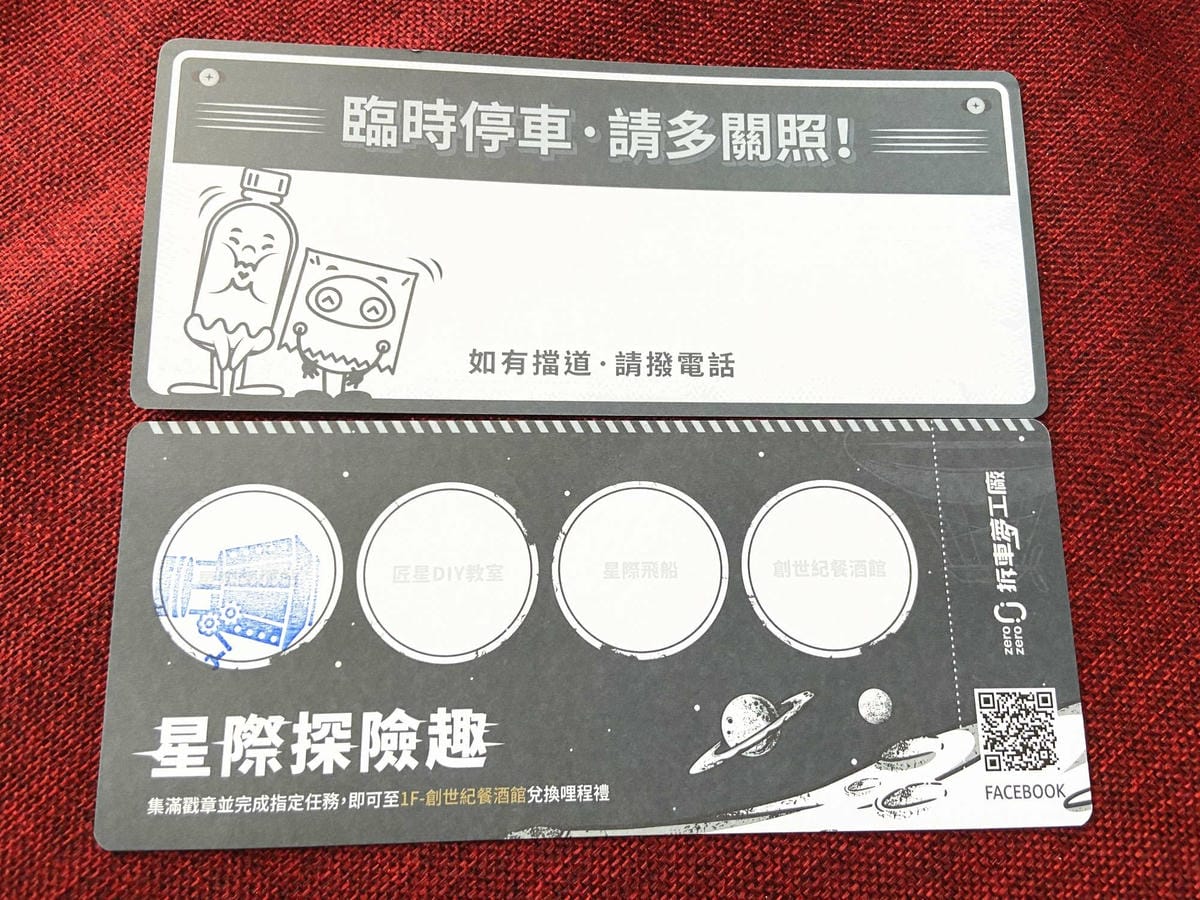 臨時停車·請多關照!
如有擋道·請撥電話
匠星DIY教室
星際飛船
創世紀餐酒館
星際探險趣
集滿戳章並完成指定任務,即可至1F-創世紀餐酒館兌換哩程禮
拆車夢工廠
zero
zero
FACEBOOK